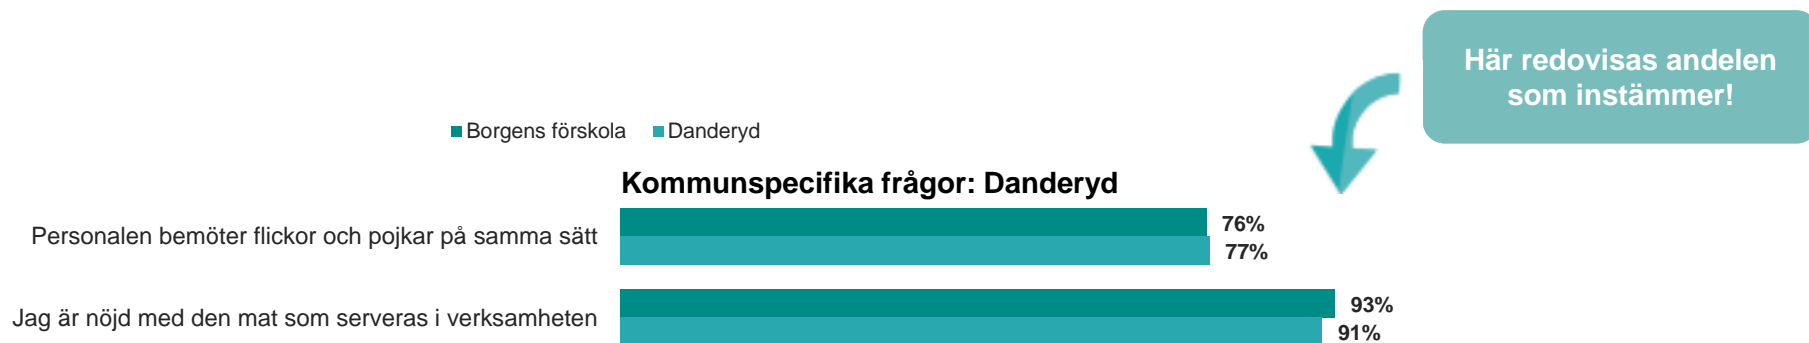 Här redovisas andelen
som instämmer!
Borgens förskola Danderyd
Kommunspecifika frågor: Danderyd
Personalen bemöter flickor och pojkar på samma sätt
76%
77%
Jag är nöjd med den mat som serveras i verksamheten
93%
91%